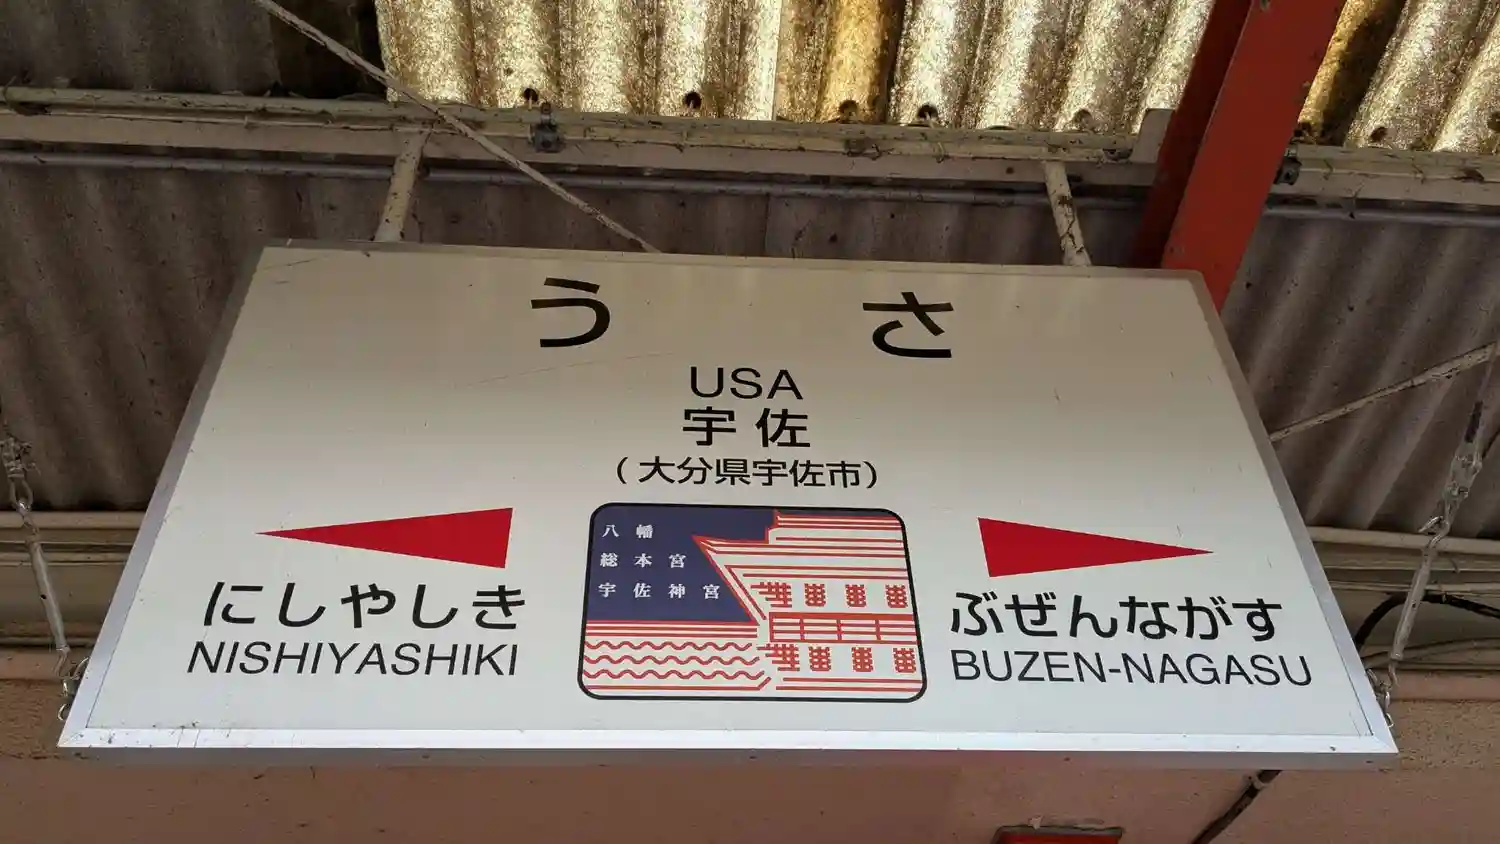 うさ
USA
宇佐
(大分県宇佐市)
にしやしき
NISHIYASHIKI
八幡
総本宮
宇佐神宮
ぶぜんながす
BUZEN-NAGASU